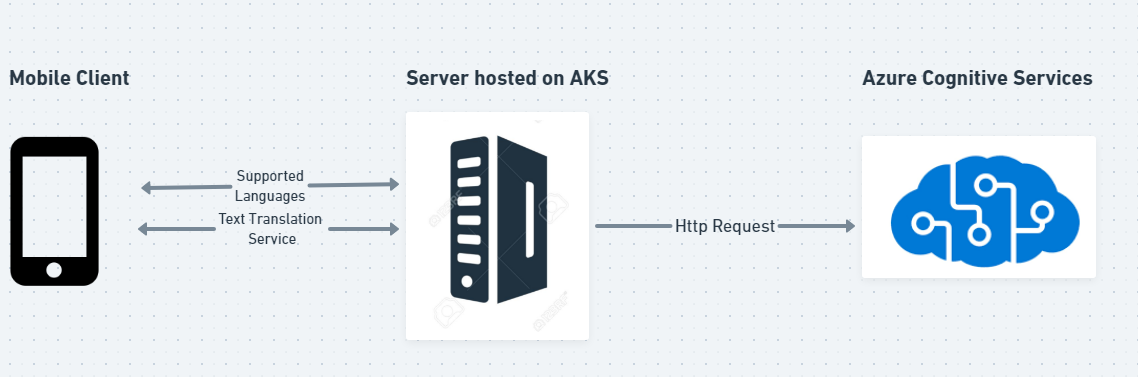 Mobile Client
Server hosted on AKS
Azure Cognitive Services
Supported
Languages
Text Translation
Service
Http Request